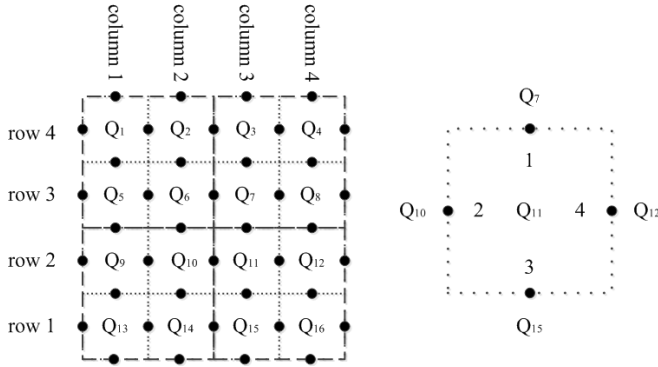 column 1 column 2 column 3 column 4
row 4 Q₁ Q₂ Q₃ Q₄
row 3 Q₅ Q₆ Q₇ Q₈
row 2 Q₉ Q₁₀ Q₁₁ Q₁₂
row 1 Q₁₃ Q₁₄ Q₁₅ Q₁₆
Q₇
1
Q₁₀ 2 Q₁₁ 4 Q₁₂
3
Q₁₅